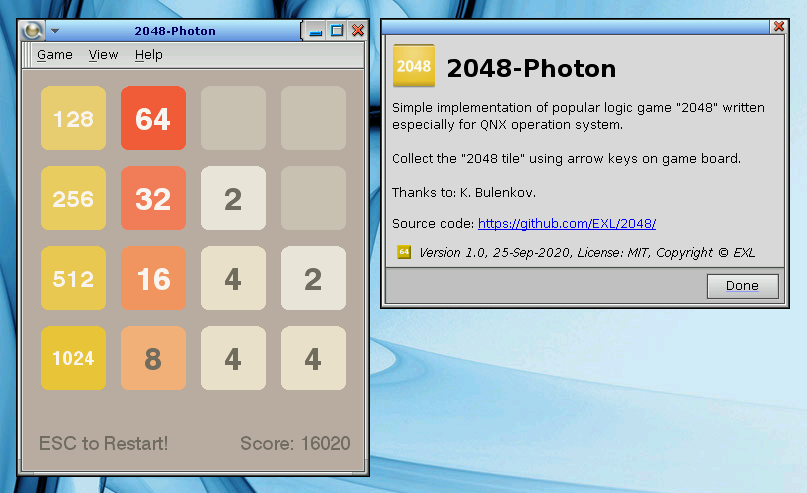 2048-Photon
Game View Help
128 64
256 32 2
512 16 4 2
1024 8 4 4
ESC to Restart! Score: 16020
2048
2048-Photon
Simple implementation of popular logic game "2048" written
especially for QNX operation system.
Collect the "2048 tile" using arrow keys on game board.
Thanks to: K. Bulenkov.
Source code: https://github.com/EXL/2048/
64 Version 1.0, 25-Sep-2020, License: MIT, Copyright © EXL
Done